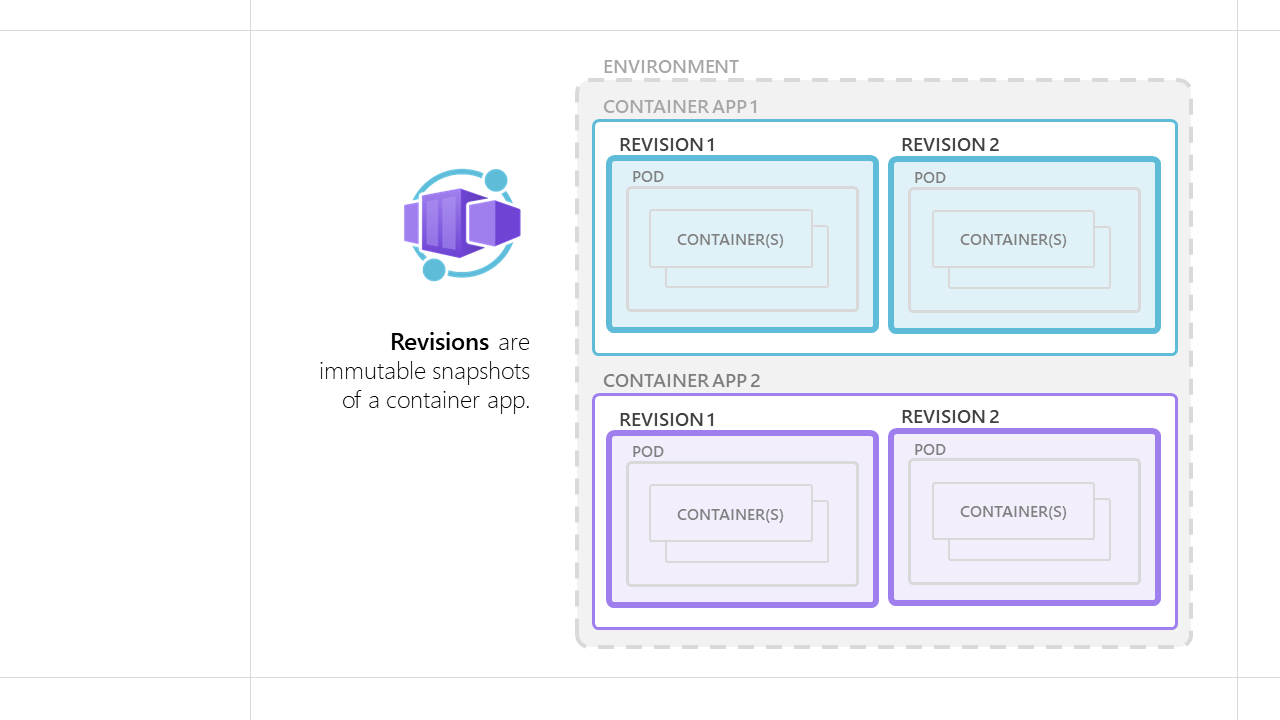 ENVIRONMENT
CONTAINER APP 1
REVISION 1
REVISION 2
POD
POD
CONTAINER(S)
CONTAINER(S)
Revisions are
immutable snapshots
of a container app.
CONTAINER APP 2
REVISION 1
REVISION 2
POD
POD
CONTAINER(S)
CONTAINER(S)